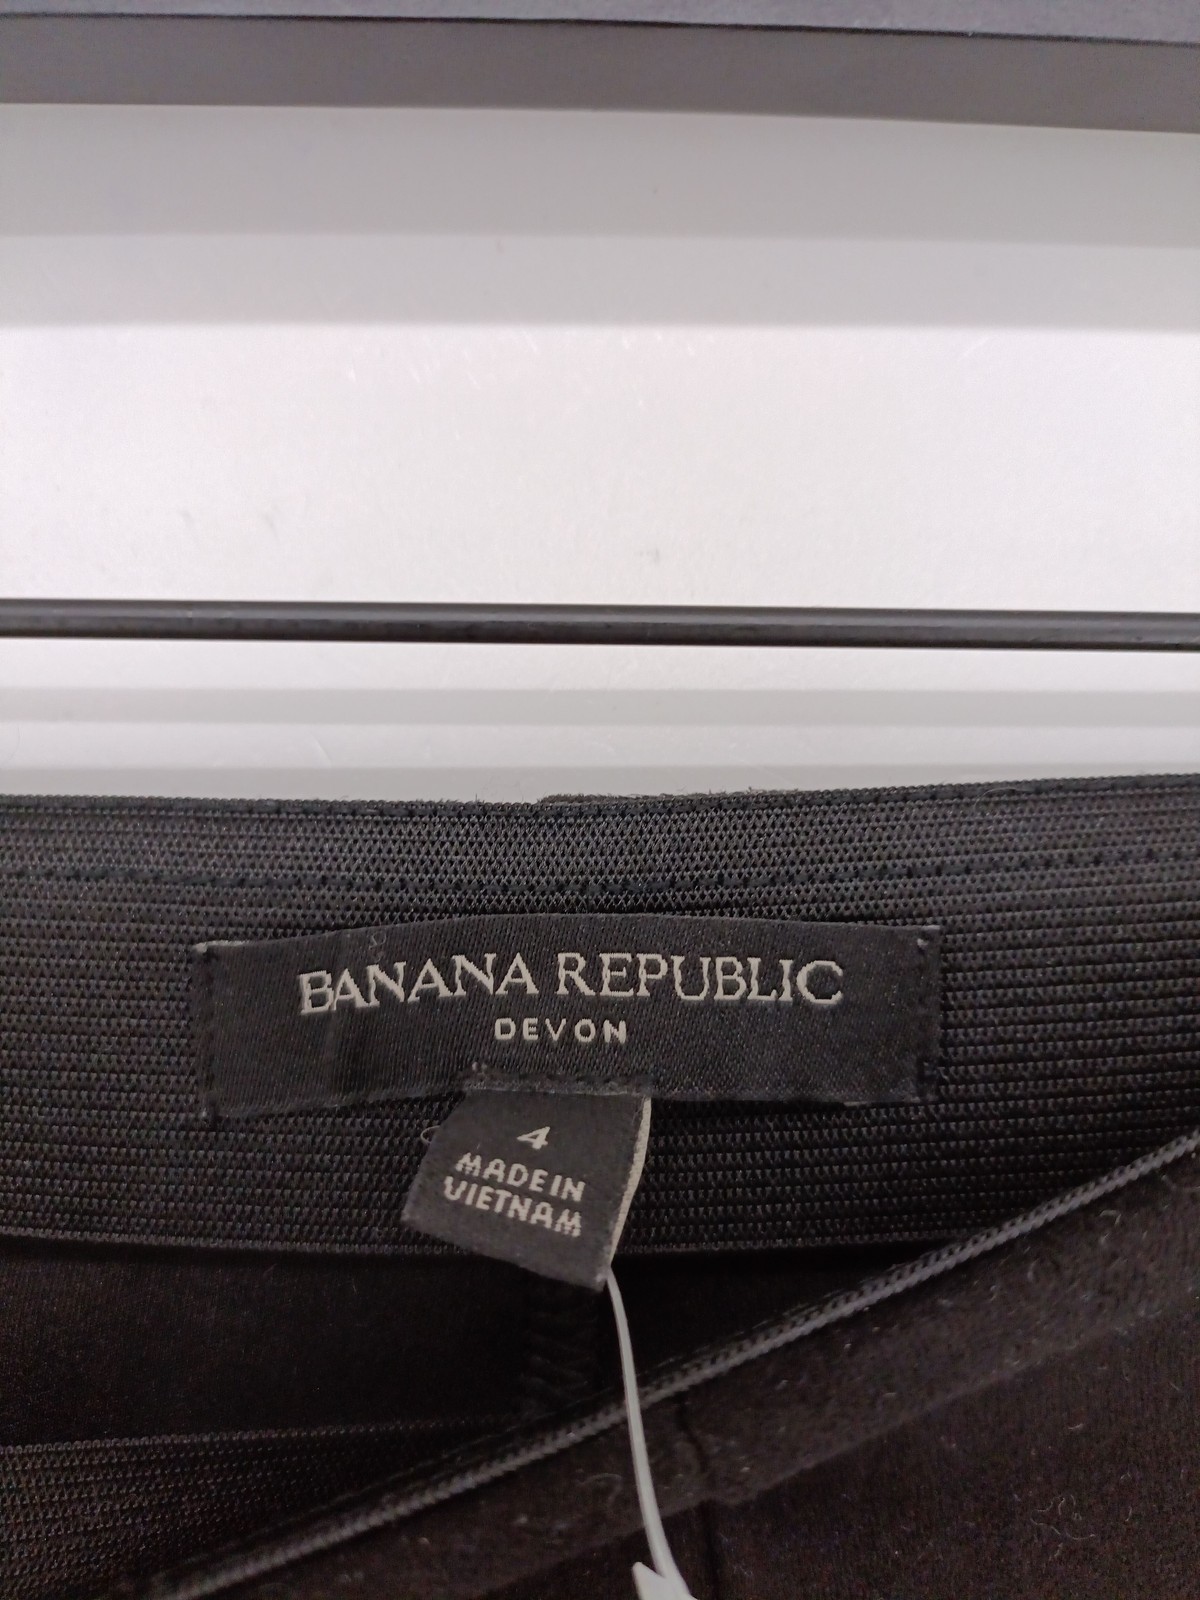 BANANA REPUBLIC
DEVON
4
MADE IN
VIETNAM